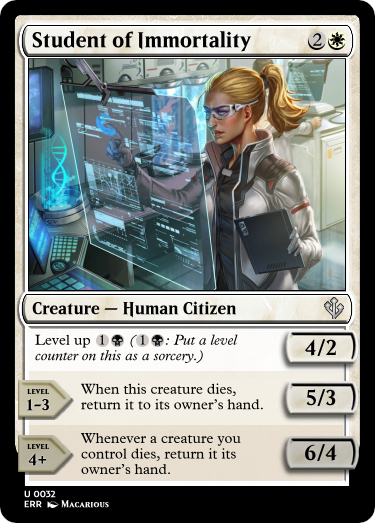 Student of Immortality 2
Creature — Human Citizen
Level up 1 (1 : Put a level
counter on this as a sorcery.)
4/2
LEVEL
1-3
When this creature dies,
return it to its owner's hand.
5/3
LEVEL
4+
Whenever a creature you
control dies, return it its
owner's hand.
6/4
U 0032
ERR Macarious